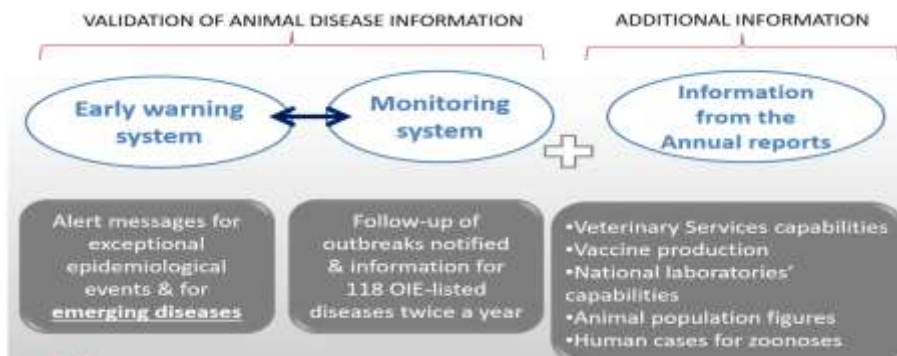 VALIDATION OF ANIMAL DISEASE INFORMATION
ADDITIONAL INFORMATION
Early warning
system
Monitoring
system
Information
from the
Annual reports
Alert messages for
exceptional
epidemiological
events & for
emerging diseases
Follow-up of
outbreaks notified
& information for
118 OIE-listed
diseases twice a year
•Veterinary Services capabilities
•Vaccine production
•National laboratories'
capabilities
•Animal population figures
•Human cases for zoonoses